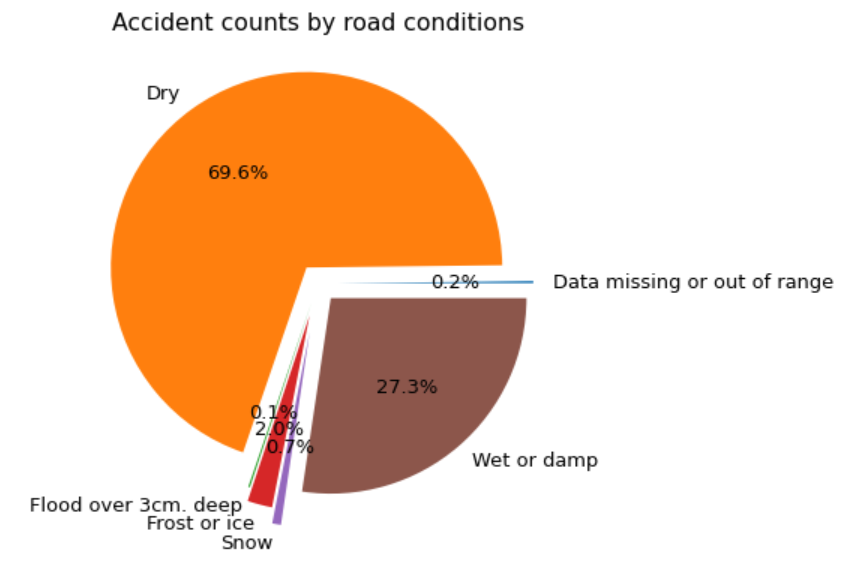 Accident counts by road conditions
Dry
69.6%
0.2%
Data missing or out of range
27.3%
0.1%
2.0%
0.7%
Wet or damp
Flood over 3cm. deep
Frost or ice
Snow